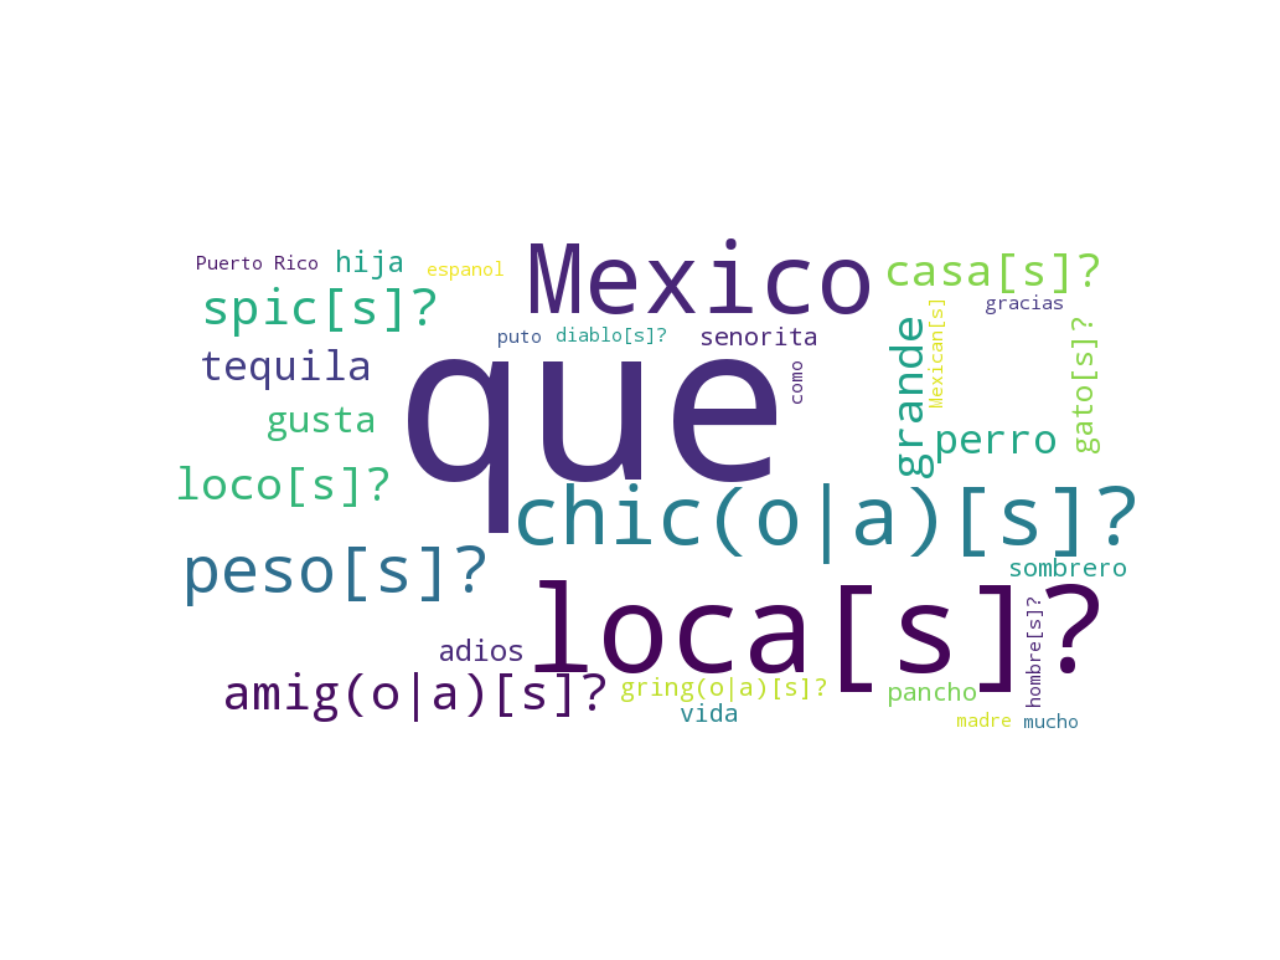 Puerto Rico
hija
espanol
Mexico
casa[s]?
spic[s]?
gracias
puto
diablo[s]?
senorita
tequila
que
como
grande
Mexican[s]
gato[s]?
gusta
perro
loco[s]?
chic(o|a)[s]?
peso[s]?
sombrero
loca[s]?
hombre[s]?
adios
amig(o|a)[s]?
gring(o|a)[s]?
pancho
vida
madre
mucho